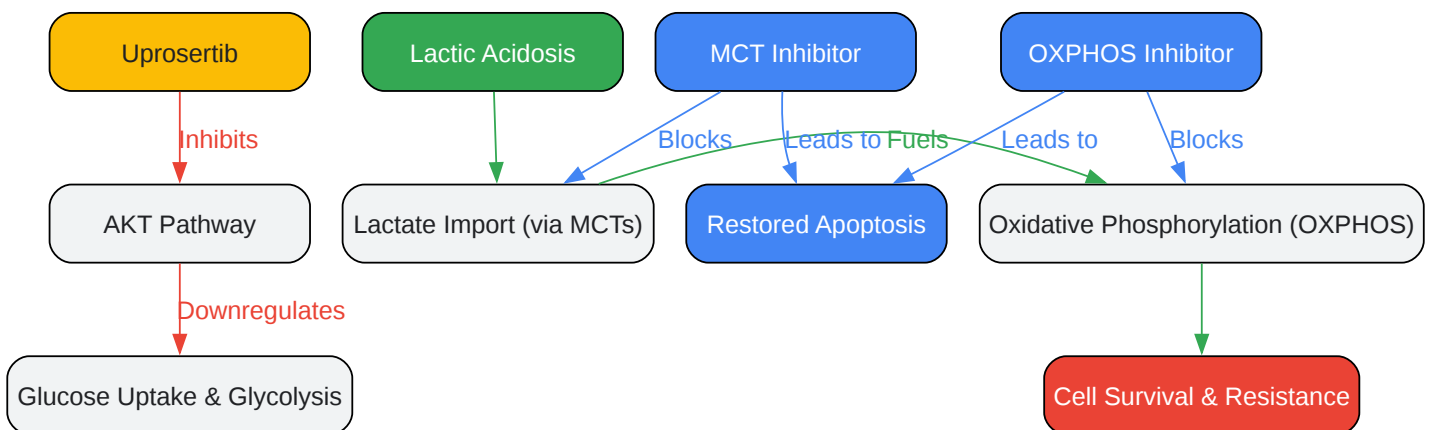 Uprosertib
Lactic Acidosis
MCT Inhibitor
OXPHOS Inhibitor
Inhibits
Blocks
Leads to
Fuels
Leads to
Blocks
AKT Pathway
Lactate Import (via MCTs)
Restored Apoptosis
Oxidative Phosphorylation (OXPHOS)
Downregulates
Glucose Uptake & Glycolysis
Cell Survival & Resistance